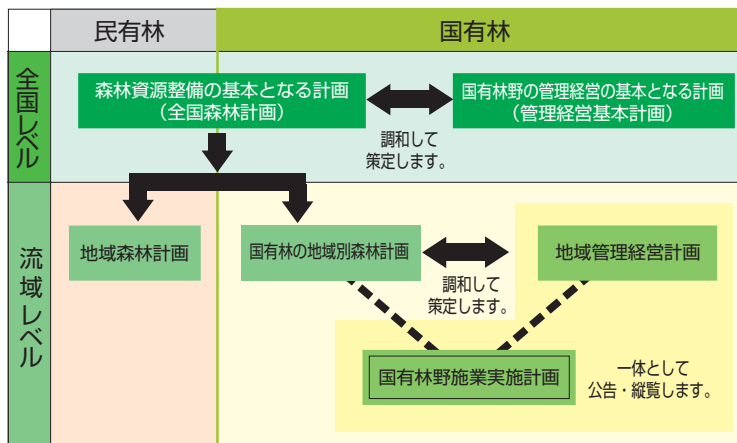 民有林
国有林
全国レベル
森林資源整備の基本となる計画
（全国森林計画）
国有林野の管理経営の基本となる計画
（管理経営基本計画）
調和して
策定します。
流域レベル
地域森林計画
国有林の地域別森林計画
地域管理経営計画
調和して
策定します。
国有林野施業実施計画
一体として
公告・縦覧します。